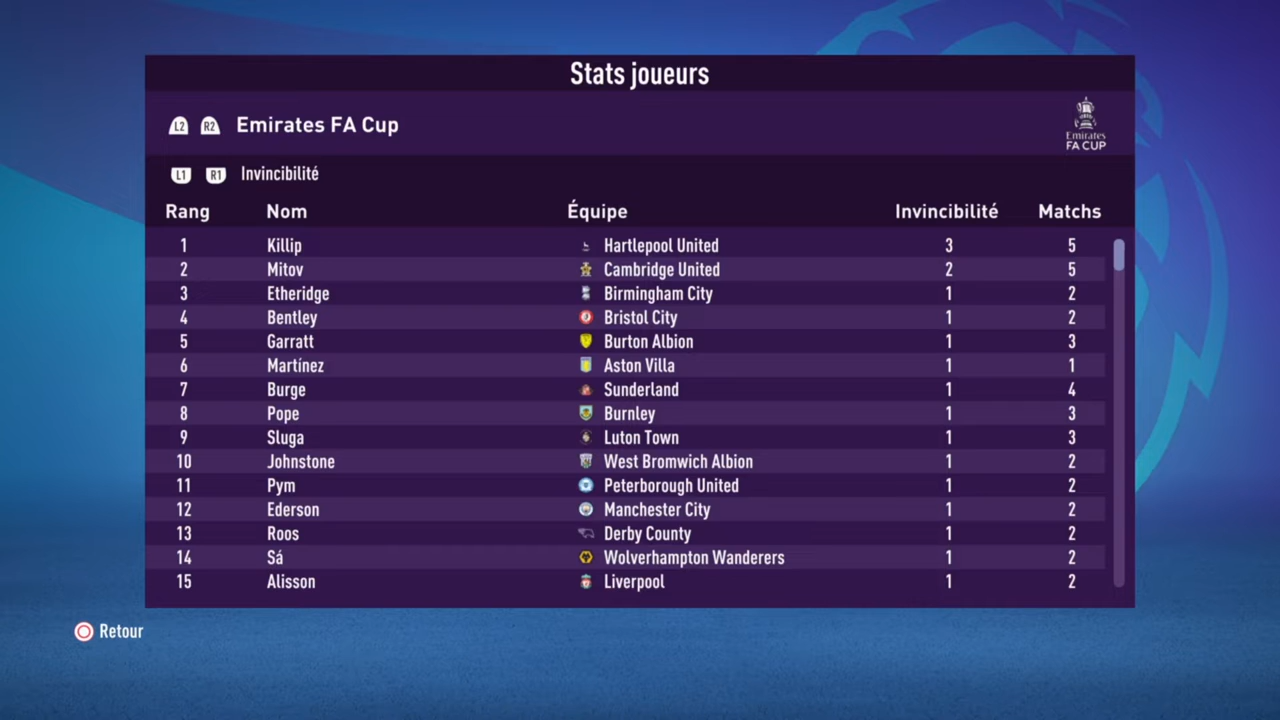 Stats joueurs
L2 R2 Emirates FA Cup
Emirates
FA CUP
L1 R1 Invincibilité
Rang Nom Équipe Invincibilité Matchs
1 Killip Hartlepool United 3 5
2 Mitov Cambridge United 2 5
3 Etheridge Birmingham City 1 2
4 Bentley Bristol City 1 2
5 Garratt Burton Albion 1 3
6 Martínez Aston Villa 1 1
7 Burge Sunderland 1 4
8 Pope Burnley 1 3
9 Sluga Luton Town 1 3
10 Johnstone West Bromwich Albion 1 2
11 Pym Peterborough United 1 2
12 Ederson Manchester City 1 2
13 Roos Derby County 1 2
14 Sá Wolverhampton Wanderers 1 2
15 Alisson Liverpool 1 2
Retour